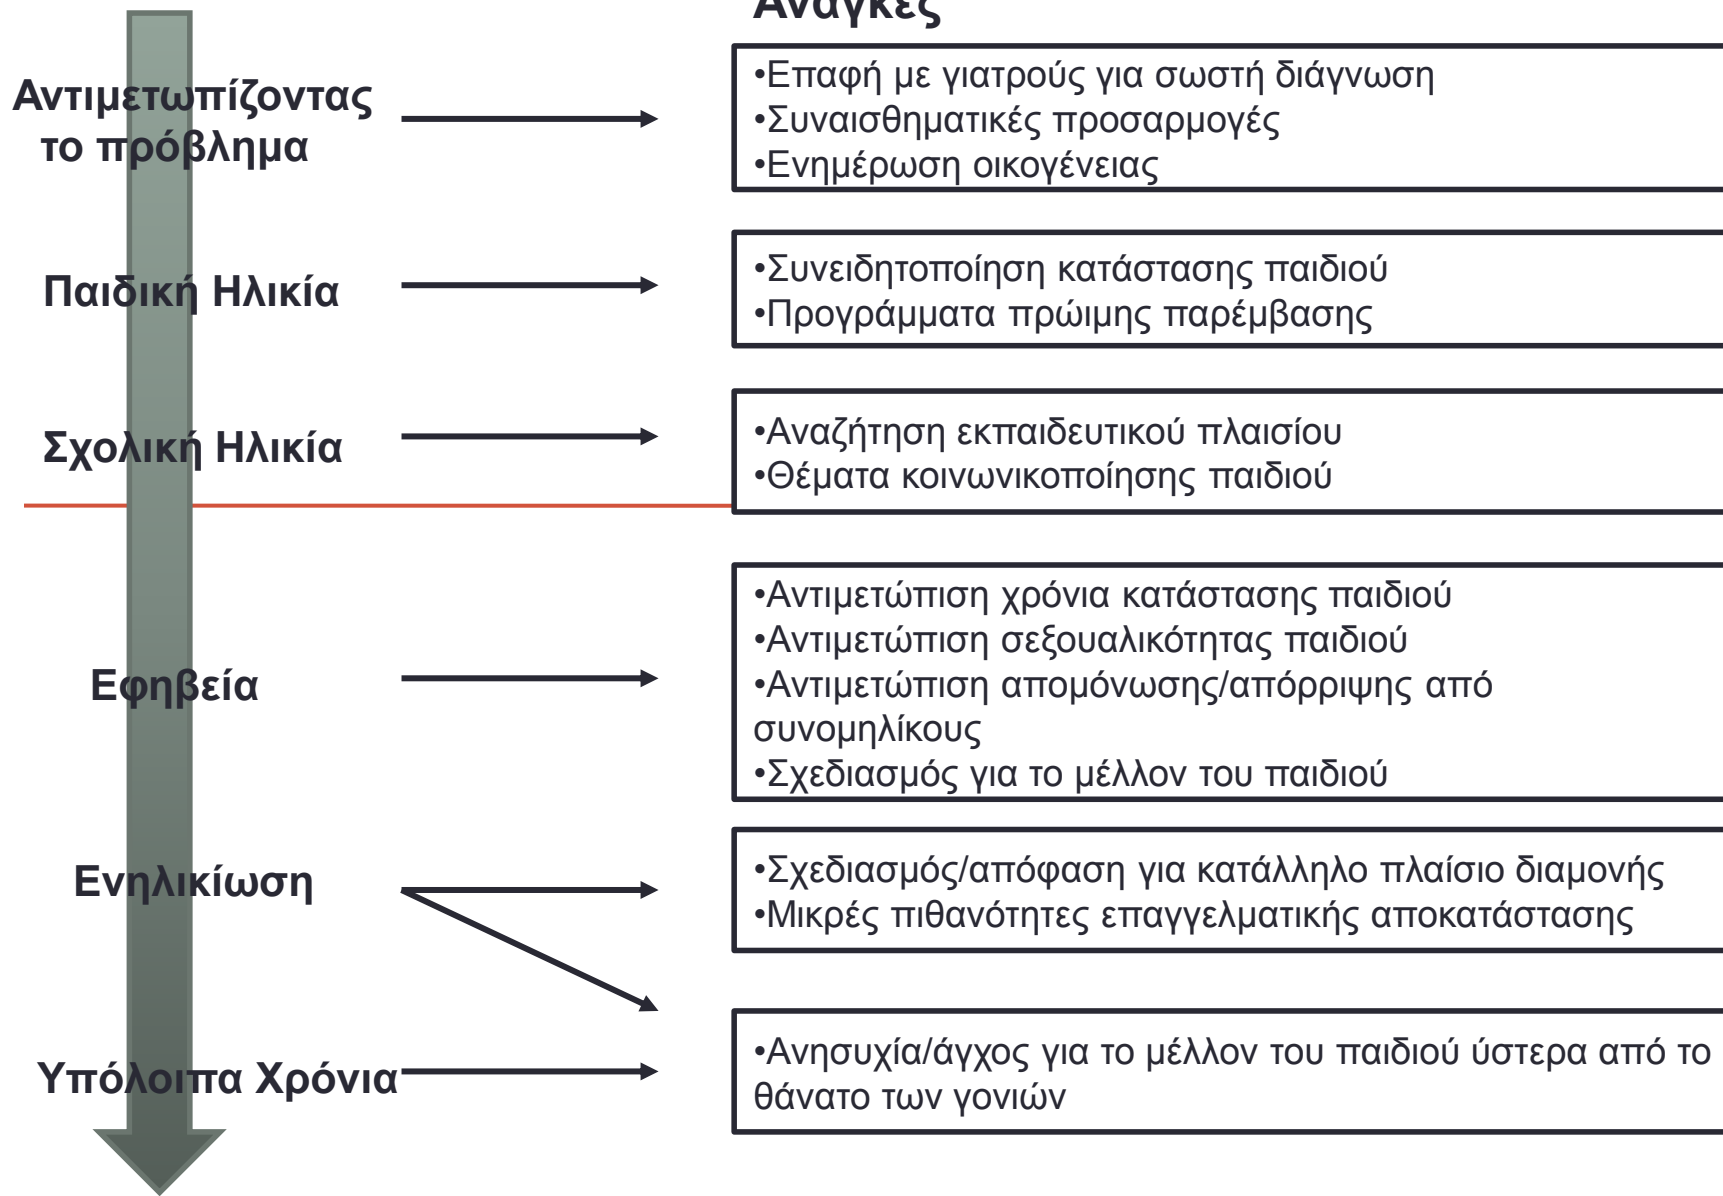 Ανάγκες
Αντιμετωπίζοντας
το πρόβλημα
•Επαφή με γιατρούς για σωστή διάγνωση
•Συναισθηματικές προσαρμογές
•Ενημέρωση οικογένειας
Παιδική Ηλικία
•Συνειδητοποίηση κατάστασης παιδιού
•Προγράμματα πρώιμης παρέμβασης
Σχολική Ηλικία
•Αναζήτηση εκπαιδευτικού πλαισίου
•Θέματα κοινωνικοποίησης παιδιού
Εφηβεία
•Αντιμετώπιση χρόνια κατάστασης παιδιού
•Αντιμετώπιση σεξουαλικότητας παιδιού
•Αντιμετώπιση απομόνωσης/απόρριψης από
συνομηλίκους
•Σχεδιασμός για το μέλλον του παιδιού
Ενηλικίωση
•Σχεδιασμός/απόφαση για κατάλληλο πλαίσιο διαμονής
•Μικρές πιθανότητες επαγγελματικής αποκατάστασης
Υπόλοιπα Χρόνια
•Ανησυχία/άγχος για το μέλλον του παιδιού ύστερα από το
θάνατο των γονιών